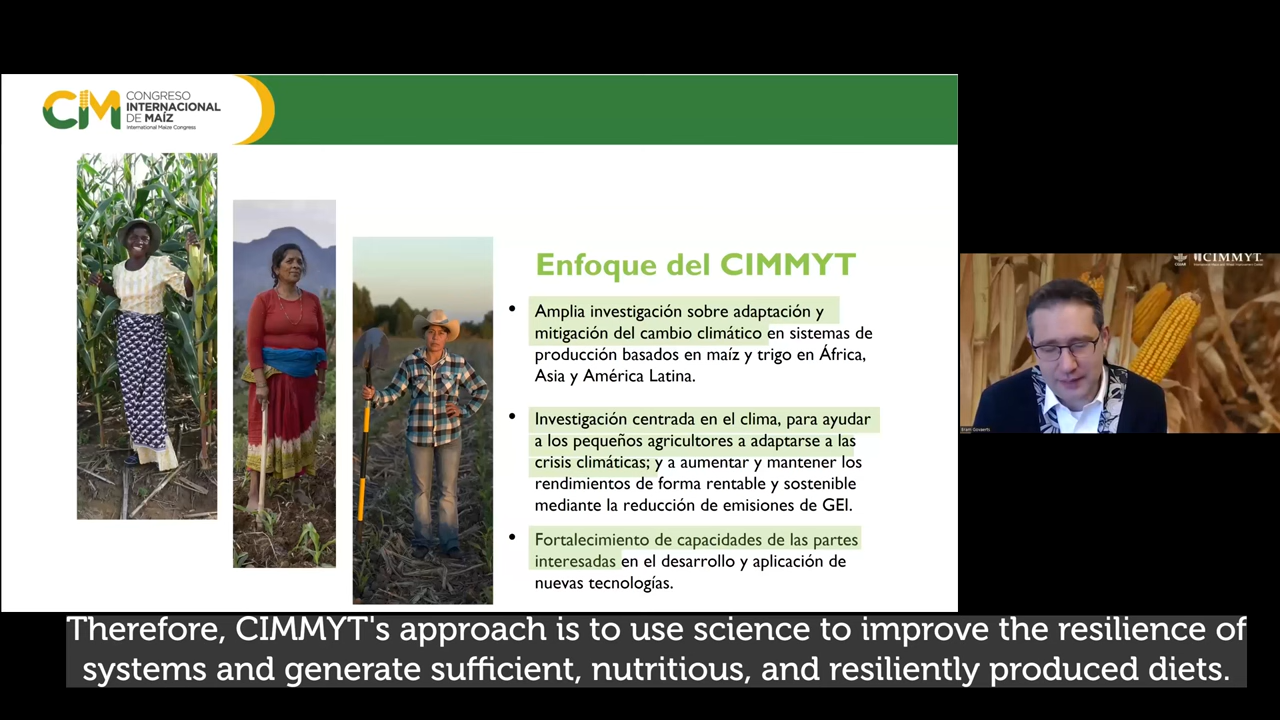 CIM
CONGRESO
INTERNACIONAL
DE MAÍZ
International Maize Congress
Enfoque del CIMMYT
• Amplia investigación sobre adaptación y
mitigación del cambio climático en sistemas de
producción basados en maíz y trigo en África,
Asia y América Latina.
• Investigación centrada en el clima, para ayudar
a los pequeños agricultores a adaptarse a las
crisis climáticas; y a aumentar y mantener los
rendimientos de forma rentable y sostenible
mediante la reducción de emisiones de GEI.
• Fortalecimiento de capacidades de las partes
interesadas en el desarrollo y aplicación de
nuevas tecnologías.
CGIAR
CIMMYT
Bram Govaerts
Therefore, CIMMYT's approach is to use science to improve the resilience of
systems and generate sufficient, nutritious, and resiliently produced diets.